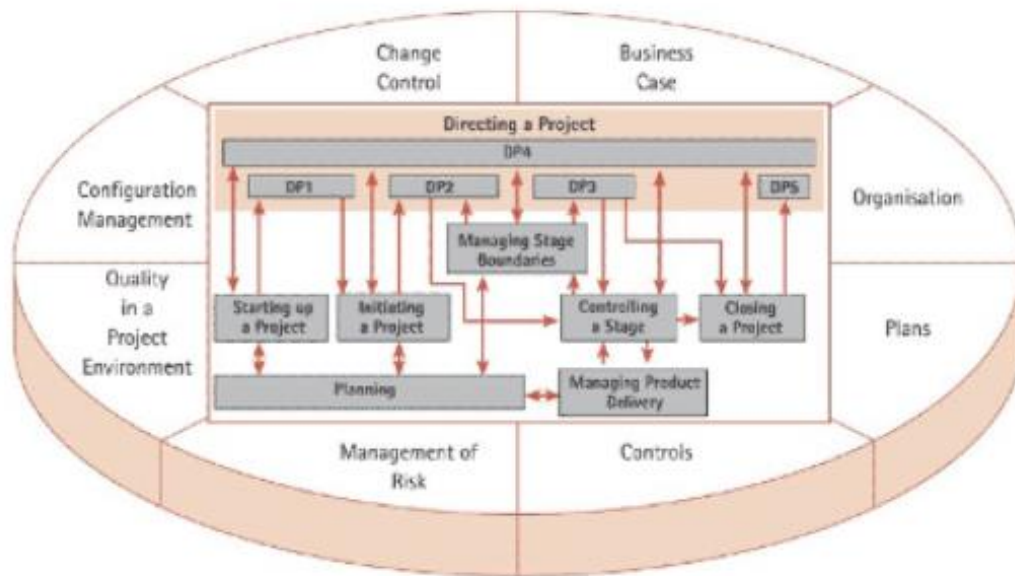 Change
Control
Business
Case
Directing a Project
DP4
DP1
DP2
DP3
DP5
Configuration
Management
Organisation
Managing Stage
Boundaries
Quality
in a
Project
Environment
Starting up
a Project
Initiating
a Project
Controlling
a Stage
Closing
a Project
Plans
Planning
Managing Product
Delivery
Management of
Risk
Controls